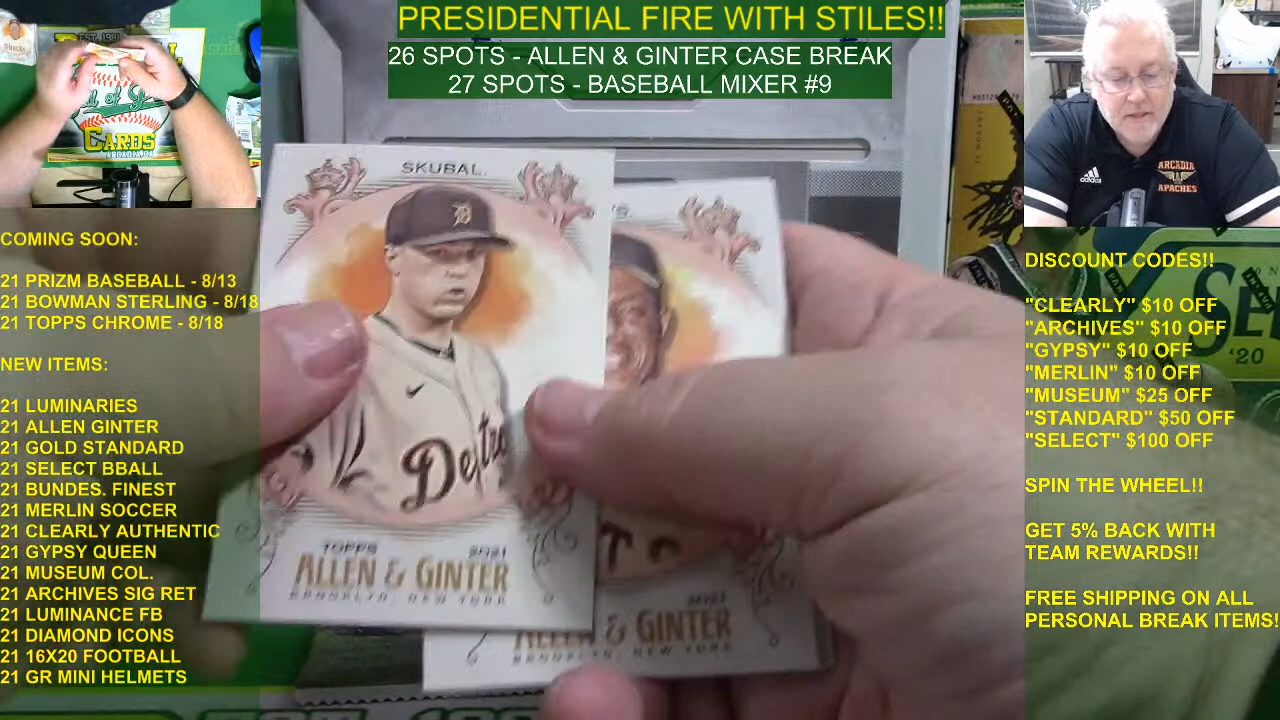 PRESIDENTIAL FIRE WITH STILES!!
26 SPOTS - ALLEN & GINTER CASE BREAK
27 SPOTS - BASEBALL MIXER #9
CARDS
ARCADIA
APACHES
adidas
COMING SOON:
21 PRIZM BASEBALL - 8/13
21 BOWMAN STERLING - 8/18
21 TOPPS CHROME - 8/18
NEW ITEMS:
21 LUMINARIES
21 ALLEN GINTER
21 GOLD STANDARD
21 SELECT BBALL
21 BUNDES. FINEST
21 MERLIN SOCCER
21 CLEARLY AUTHENTIC
21 GYPSY QUEEN
21 MUSEUM COL.
21 ARCHIVES SIG RET
21 LUMINANCE FB
21 DIAMOND ICONS
21 16X20 FOOTBALL
21 GR MINI HELMETS
SKUBAL
D
TOPPS 2021
ALLEN & GINTER
BROOKLYN, NEW YORK
2021
ALLEN & GINTER
BROOKLYN, NEW YORK
DISCOUNT CODES!!
"CLEARLY" $10 OFF
"ARCHIVES" $10 OFF
"GYPSY" $10 OFF
"MERLIN" $10 OFF
"MUSEUM" $25 OFF
"STANDARD" $50 OFF
"SELECT" $100 OFF
SPIN THE WHEEL!!
GET 5% BACK WITH
TEAM REWARDS!!
FREE SHIPPING ON ALL
PERSONAL BREAK ITEMS!
'20